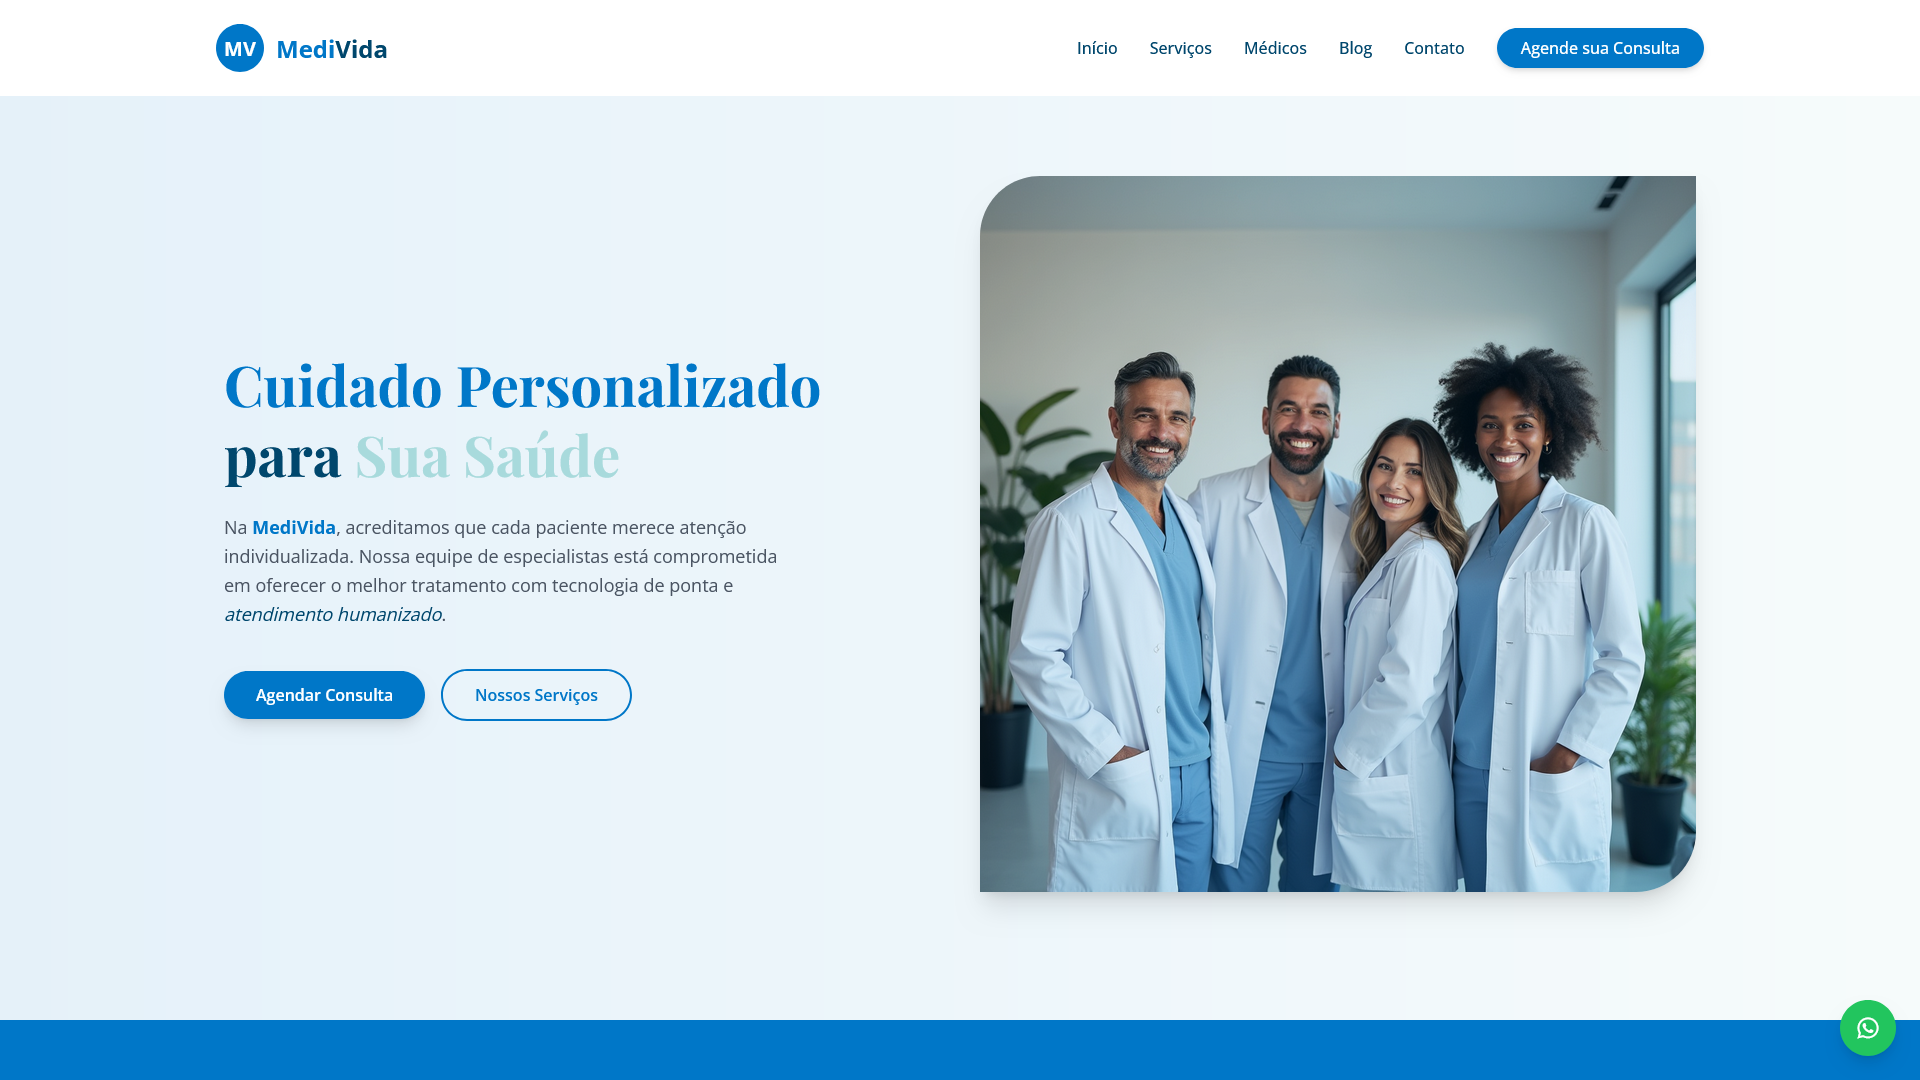 MV MediVida
Início Serviços Médicos Blog Contato Agende sua Consulta
Cuidado Personalizado
para Sua Saúde
Na MediVida, acreditamos que cada paciente merece atenção
individualizada. Nossa equipe de especialistas está comprometida
em oferecer o melhor tratamento com tecnologia de ponta e
atendimento humanizado.
Agendar Consulta Nossos Serviços